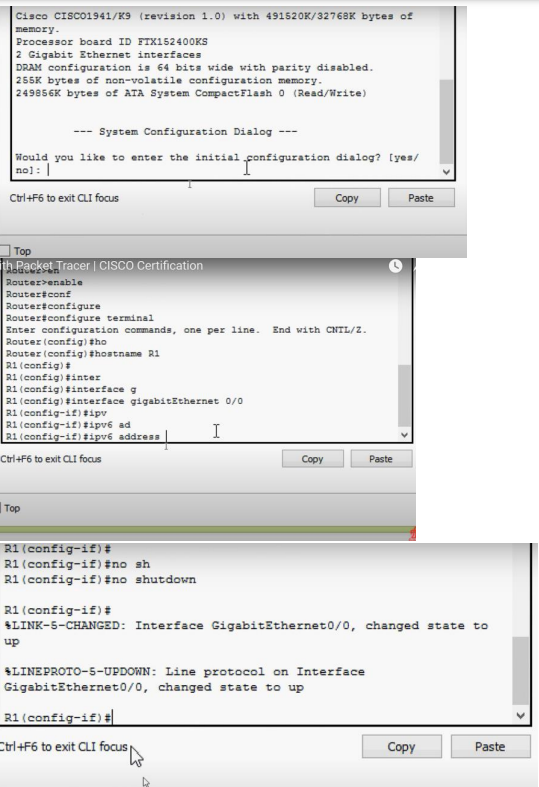 Cisco CISCO1941/K9 (revision 1.0) with 491520K/32768K bytes of
memory.
Processor board ID FTX152400KS
2 Gigabit Ethernet interfaces
DRAM configuration is 64 bits wide with parity disabled.
255K bytes of non-volatile configuration memory.
249856K bytes of ATA System CompactFlash 0 (Read/Write)
--- System Configuration Dialog ---
Would you like to enter the initial configuration dialog? [yes/
no]:
Ctrl+F6 to exit CLI focus
Copy
Paste
Top
ith Packet Tracer | CISCO Certification
Router>en
Router>enable
Router#conf
Router#configure
Router#configure terminal
Enter configuration commands, one per line. End with CNTL/Z.
Router(config)#ho
Router(config)#hostname R1
R1(config)#
R1(config)#inter
R1(config)#interface g
R1(config)#interface gigabitEthernet 0/0
R1(config-if)#ipv
R1(config-if)#ipv6 ad
R1(config-if)#ipv6 address
Ctrl+F6 to exit CLI focus
Copy
Paste
Top
R1(config-if)#
R1(config-if)#no sh
R1(config-if)#no shutdown
R1(config-if)#
%LINK-5-CHANGED: Interface GigabitEthernet0/0, changed state to
up
%LINEPROTO-5-UPDOWN: Line protocol on Interface
GigabitEthernet0/0, changed state to up
R1(config-if)#
Ctrl+F6 to exit CLI focus
Copy
Paste